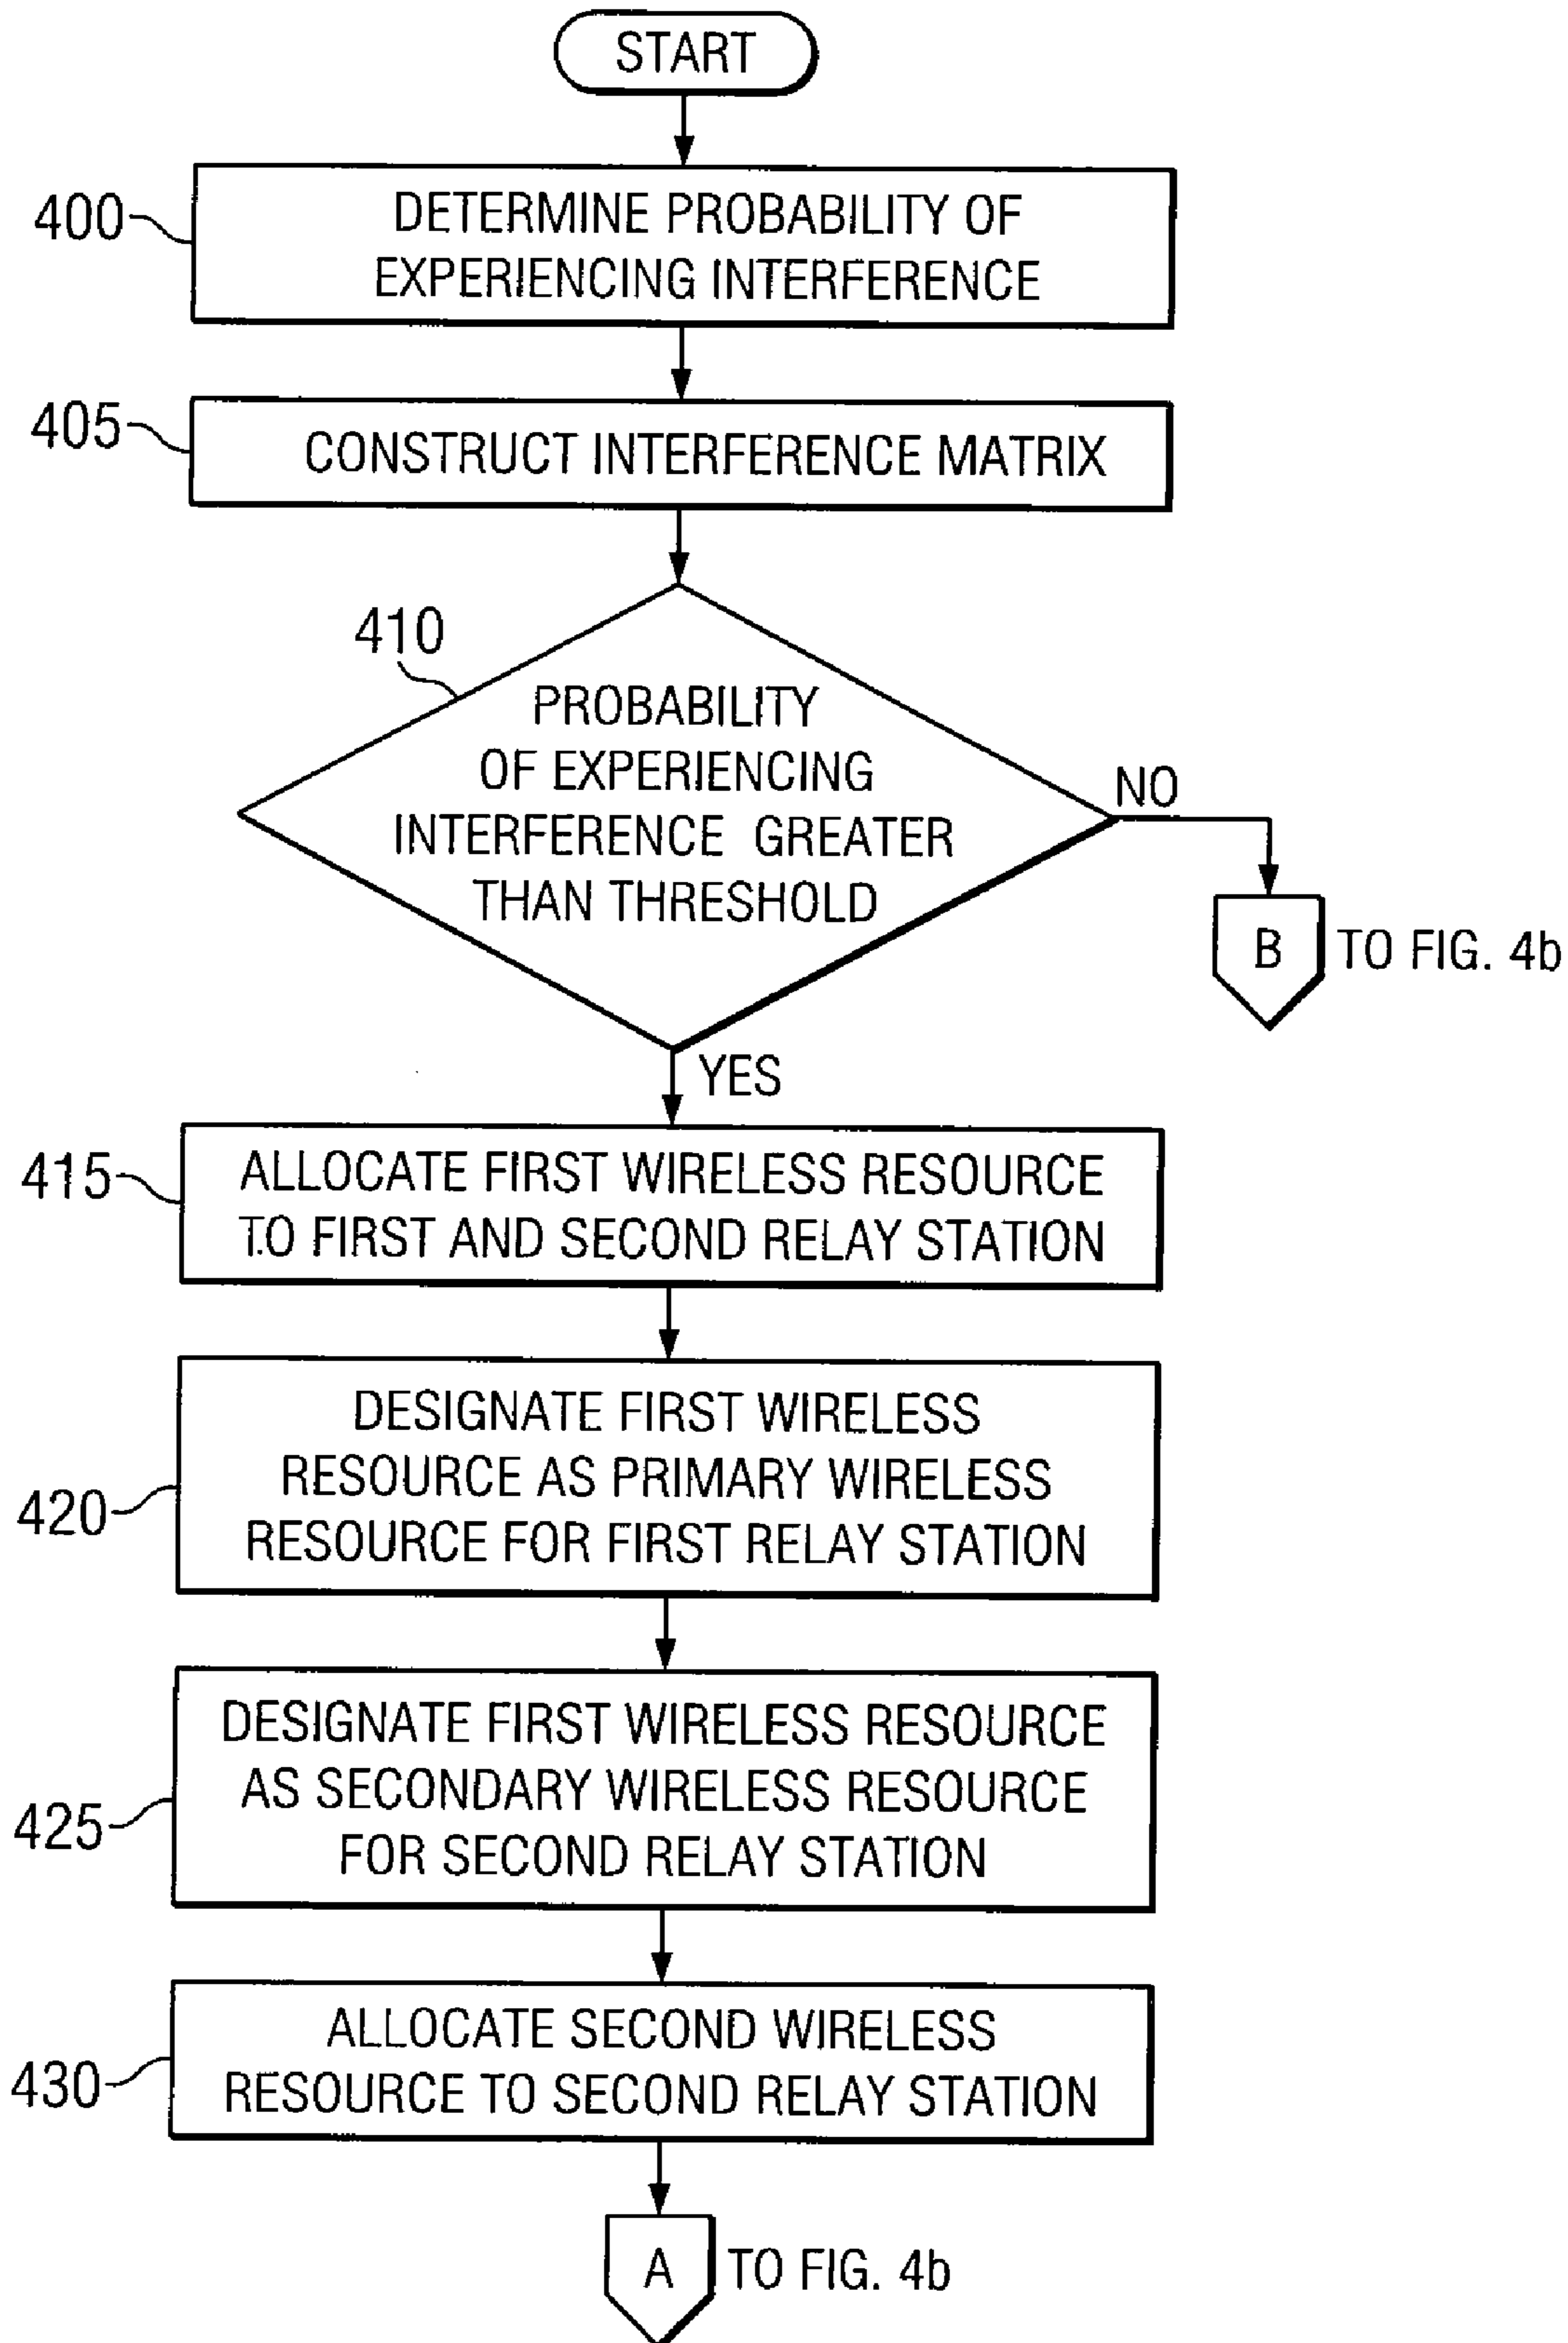 START
400
DETERMINE PROBABILITY OF
EXPERIENCING INTERFERENCE
405
CONSTRUCT INTERFERENCE MATRIX
410
PROBABILITY
OF EXPERIENCING
INTERFERENCE GREATER
THAN THRESHOLD
NO
B
TO FIG. 4b
YES
415
ALLOCATE FIRST WIRELESS RESOURCE
TO FIRST AND SECOND RELAY STATION
420
DESIGNATE FIRST WIRELESS
RESOURCE AS PRIMARY WIRELESS
RESOURCE FOR FIRST RELAY STATION
425
DESIGNATE FIRST WIRELESS RESOURCE
AS SECONDARY WIRELESS RESOURCE
FOR SECOND RELAY STATION
430
ALLOCATE SECOND WIRELESS
RESOURCE TO SECOND RELAY STATION
A
TO FIG. 4b